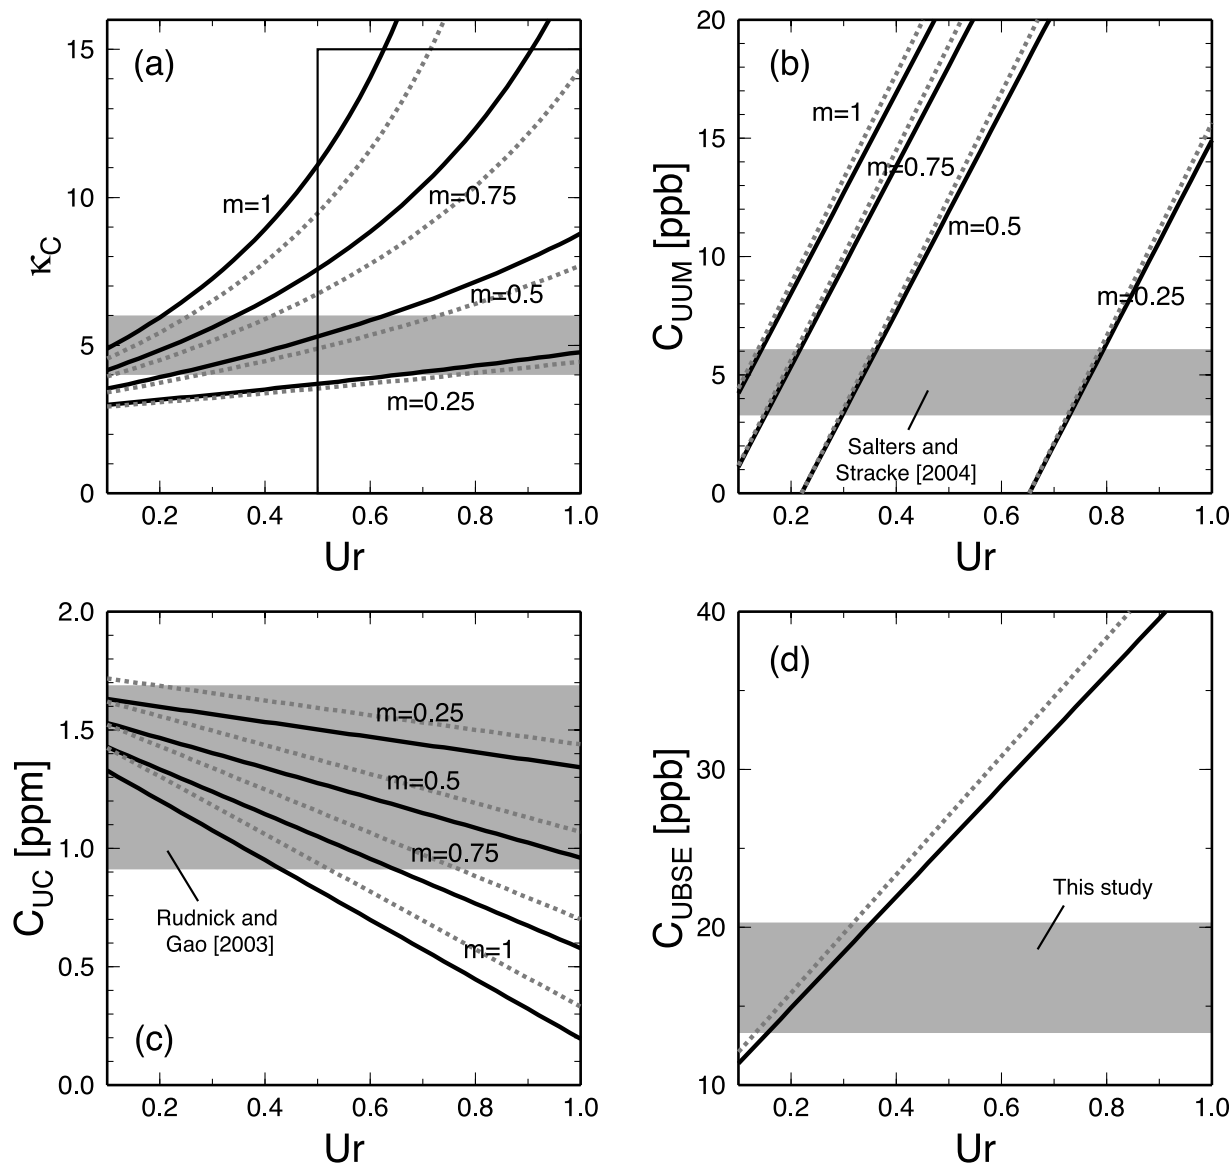 15
10
5
0
κC
(a)
m=1
m=0.75
m=0.5
m=0.25
0.2 0.4 0.6 0.8 1.0
Ur
20
15
10
5
0
CUUM [ppb]
(b)
m=1
m=0.75
m=0.5
m=0.25
Salters and
Stracke [2004]
0.2 0.4 0.6 0.8 1.0
Ur
2.0
1.5
1.0
0.5
0.0
CUC [ppm]
m=0.25
m=0.5
m=0.75
m=1
Rudnick and
Gao [2003]
(c)
0.2 0.4 0.6 0.8 1.0
Ur
40
30
20
10
CUBSE [ppb]
(d)
This study
0.2 0.4 0.6 0.8 1.0
Ur